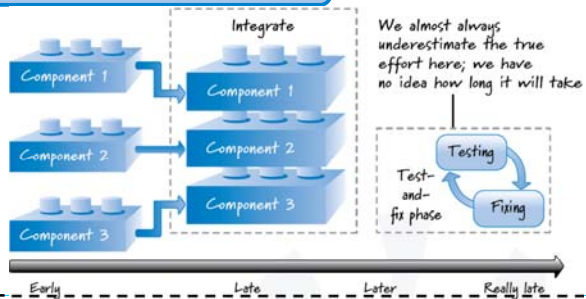 Integrate
We almost always
underestimate the true
effort here; we have
no idea how long it will take
Component 1
Component 2
Component 3
Component 1
Component 2
Component 3
Testing
Test-
and-
fix phase
Fixing
Early
Late
Later
Really late